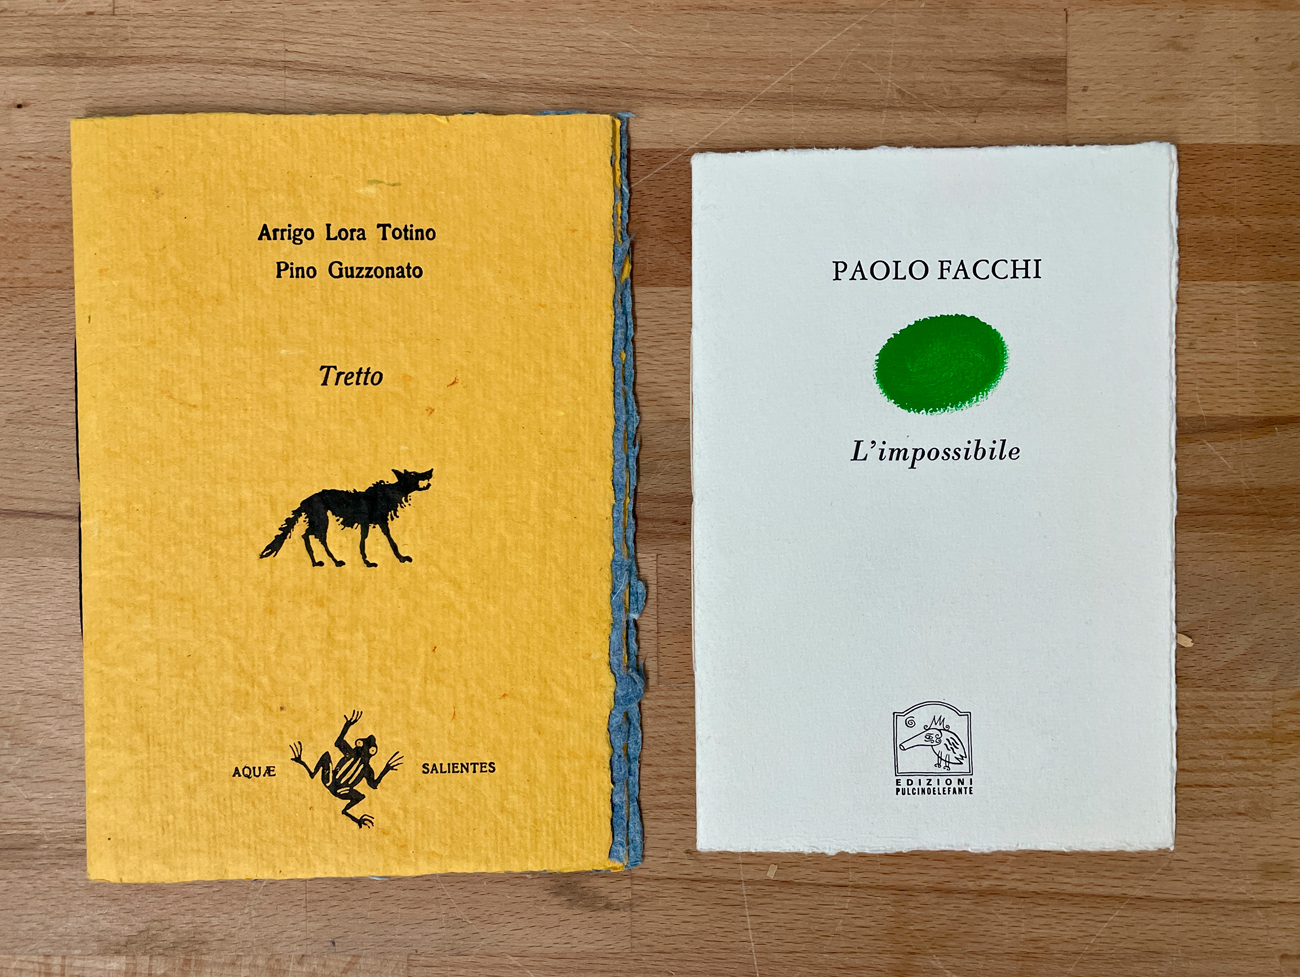 Arrigo Lora Totino
Pino Guzzonato
Tretto
AQUÆ SALIENTES
PAOLO FACCHI
L'impossibile
EDIZIONI
PULCINOELEFANTE